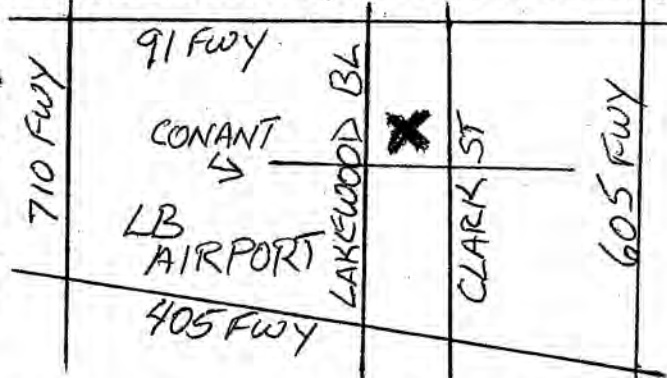 91 FWY
710 FWY
CONANT
LAKEWOOD BL
X
CLARK ST
605 FWY
LB
AIRPORT
405 FWY